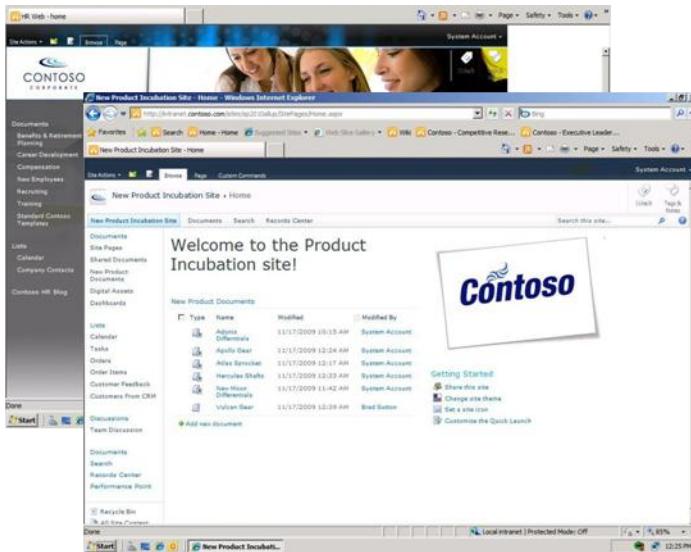 HR Web - home
Page
Safety
Tools
Site Actions
Browse
Page
System Account
CONTOSO
CORPORATE
Documents
Benefits & Retirement
Planning
Career Development
Compensation
New Employees
Recruiting
Training
Standard Contoso
Templates
Lists
Calendar
Company Contacts
Contoso HR Blog
Done
Start
New Product Incubation Site - Home - Windows Internet Explorer
Bing
Favorites
Search
Home - Home
Suggested Sites
Web Slice Gallery
Wiki
Contoso - Competitive Rese...
Contoso - Executive Leader...
New Product Incubation Site - Home
Page
Safety
Tools
Site Actions
Browse
Page
Custom Commands
System Account
New Product Incubation Site
Home
I Like It
Tags &
Notes
New Product Incubation Site
Documents
Search
Records Center
Search this site...
Documents
Site Pages
Shared Documents
New Product
Documents
Digital Assets
Dashboards
Lists
Calendar
Tasks
Orders
Order Items
Customer Feedback
Customers From CRM
Discussions
Team Discussion
Documents
Search
Records Center
Performance Point
Recycle Bin
All Site Content
Welcome to the Product
Incubation site!
New Product Documents
Type Name Modified Modified By
Adonis
Differentials
11/17/2009 10:15 AM System Account
Apollo Gear 11/17/2009 12:24 AM System Account
Atlas Sprocket 11/17/2009 12:17 AM System Account
Hercules Shafts 11/17/2009 12:33 AM System Account
New Moon
Differentials
11/17/2009 11:42 AM System Account
Vulcan Gear 11/17/2009 12:39 AM Brad Sutton
Add new document
Contoso
Getting Started
Share this site
Change site theme
Set a site icon
Customize the Quick Launch
Done
Local intranet | Protected Mode: Off
85%
Start
New Product Incubati...
12:25 PM